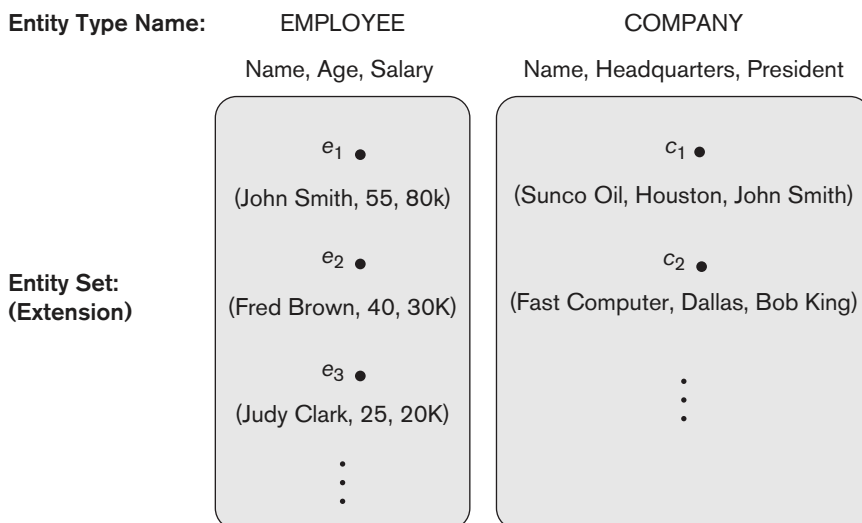 Entity Type Name: EMPLOYEE COMPANY
Name, Age, Salary Name, Headquarters, President
e1 c1
(John Smith, 55, 80k) (Sunco Oil, Houston, John Smith)
e2 c2
Entity Set:
(Extension)
(Fred Brown, 40, 30K) (Fast Computer, Dallas, Bob King)
e3
(Judy Clark, 25, 20K)